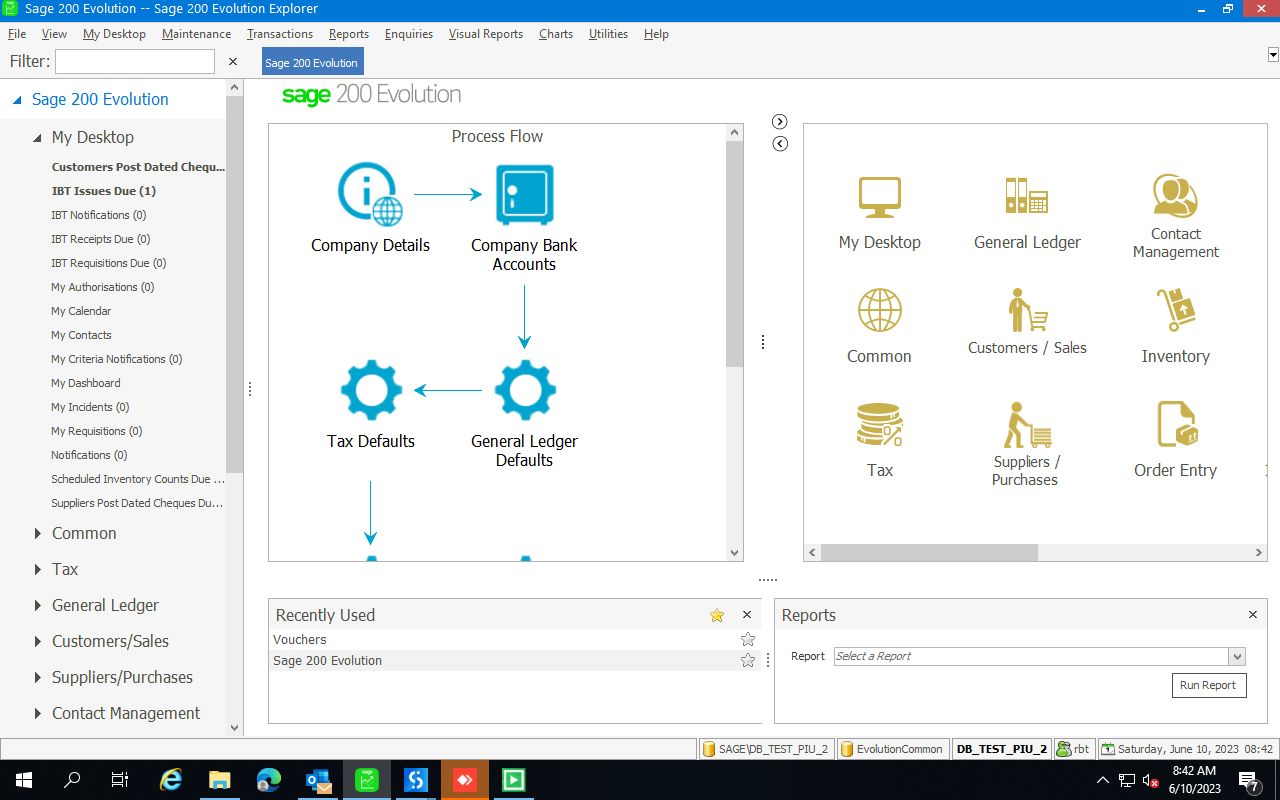 Sage 200 Evolution -- Sage 200 Evolution Explorer
File View My Desktop Maintenance Transactions Reports Enquiries Visual Reports Charts Utilities Help
Filter:
Sage 200 Evolution
Sage 200 Evolution
My Desktop
Customers Post Dated Chequ...
IBT Issues Due (1)
IBT Notifications (0)
IBT Receipts Due (0)
IBT Requisitions Due (0)
My Authorisations (0)
My Calendar
My Contacts
My Criteria Notifications (0)
My Dashboard
My Incidents (0)
My Requisitions (0)
Notifications (0)
Scheduled Inventory Counts Due ...
Suppliers Post Dated Cheques Du...
Common
Tax
General Ledger
Customers/Sales
Suppliers/Purchases
Contact Management
sage 200 Evolution
Process Flow
Company Details
Company Bank
Accounts
Tax Defaults
General Ledger
Defaults
My Desktop
General Ledger
Contact
Management
Common
Customers / Sales
Inventory
Tax
Suppliers /
Purchases
Order Entry
Recently Used
Vouchers
Sage 200 Evolution
Reports
Report Select a Report
Run Report
SAGE\DB_TEST_PIU_2 EvolutionCommon DB_TEST_PIU_2 rbt Saturday, June 10, 2023 08:42
sage
8:42 AM
6/10/2023
7